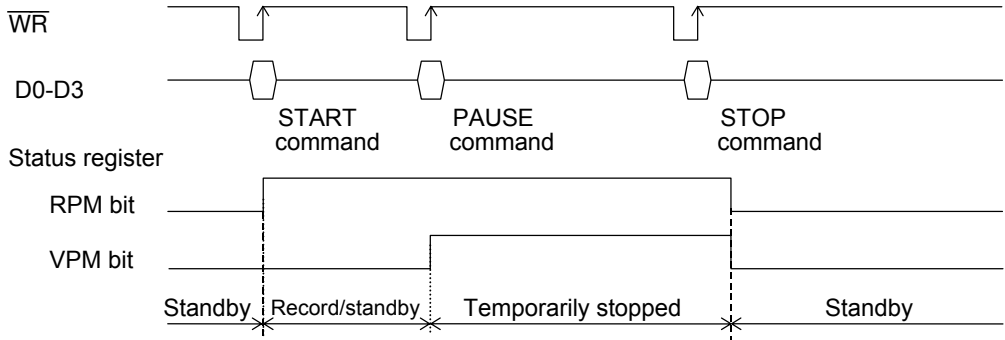 WR
D0-D3
START
command
PAUSE
command
STOP
command
Status register
RPM bit
VPM bit
Standby
Record/standby
Temporarily stopped
Standby